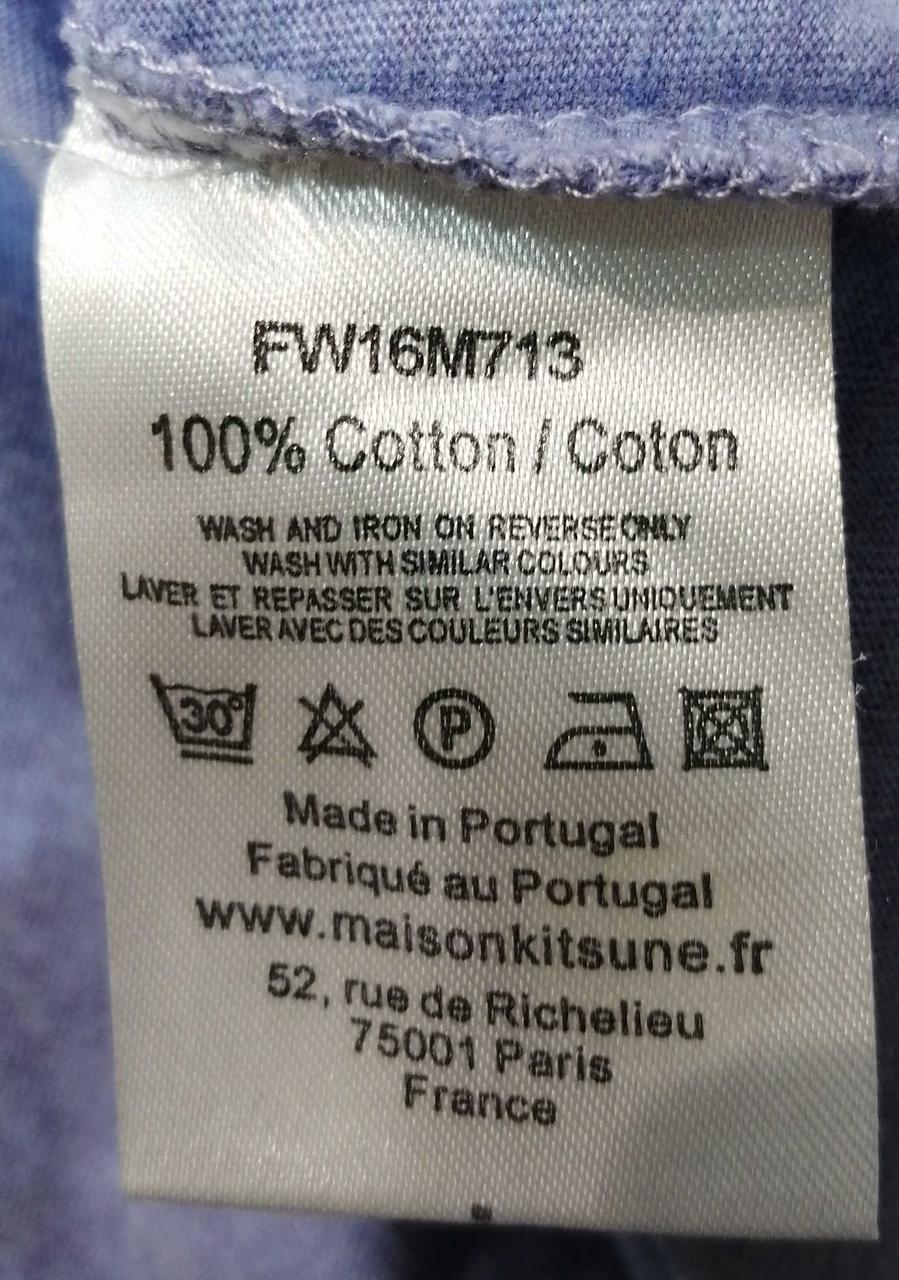 FW16M713
100% Cotton / Coton
WASH AND IRON ON REVERSE ONLY
WASH WITH SIMILAR COLOURS
LAVER ET REPASSER SUR L'ENVERS UNIQUEMENT
LAVER AVEC DES COULEURS SIMILAIRES
30° P
Made in Portugal
Fabriqué au Portugal
www.maisonkitsune.fr
52, rue de Richelieu
75001 Paris
France